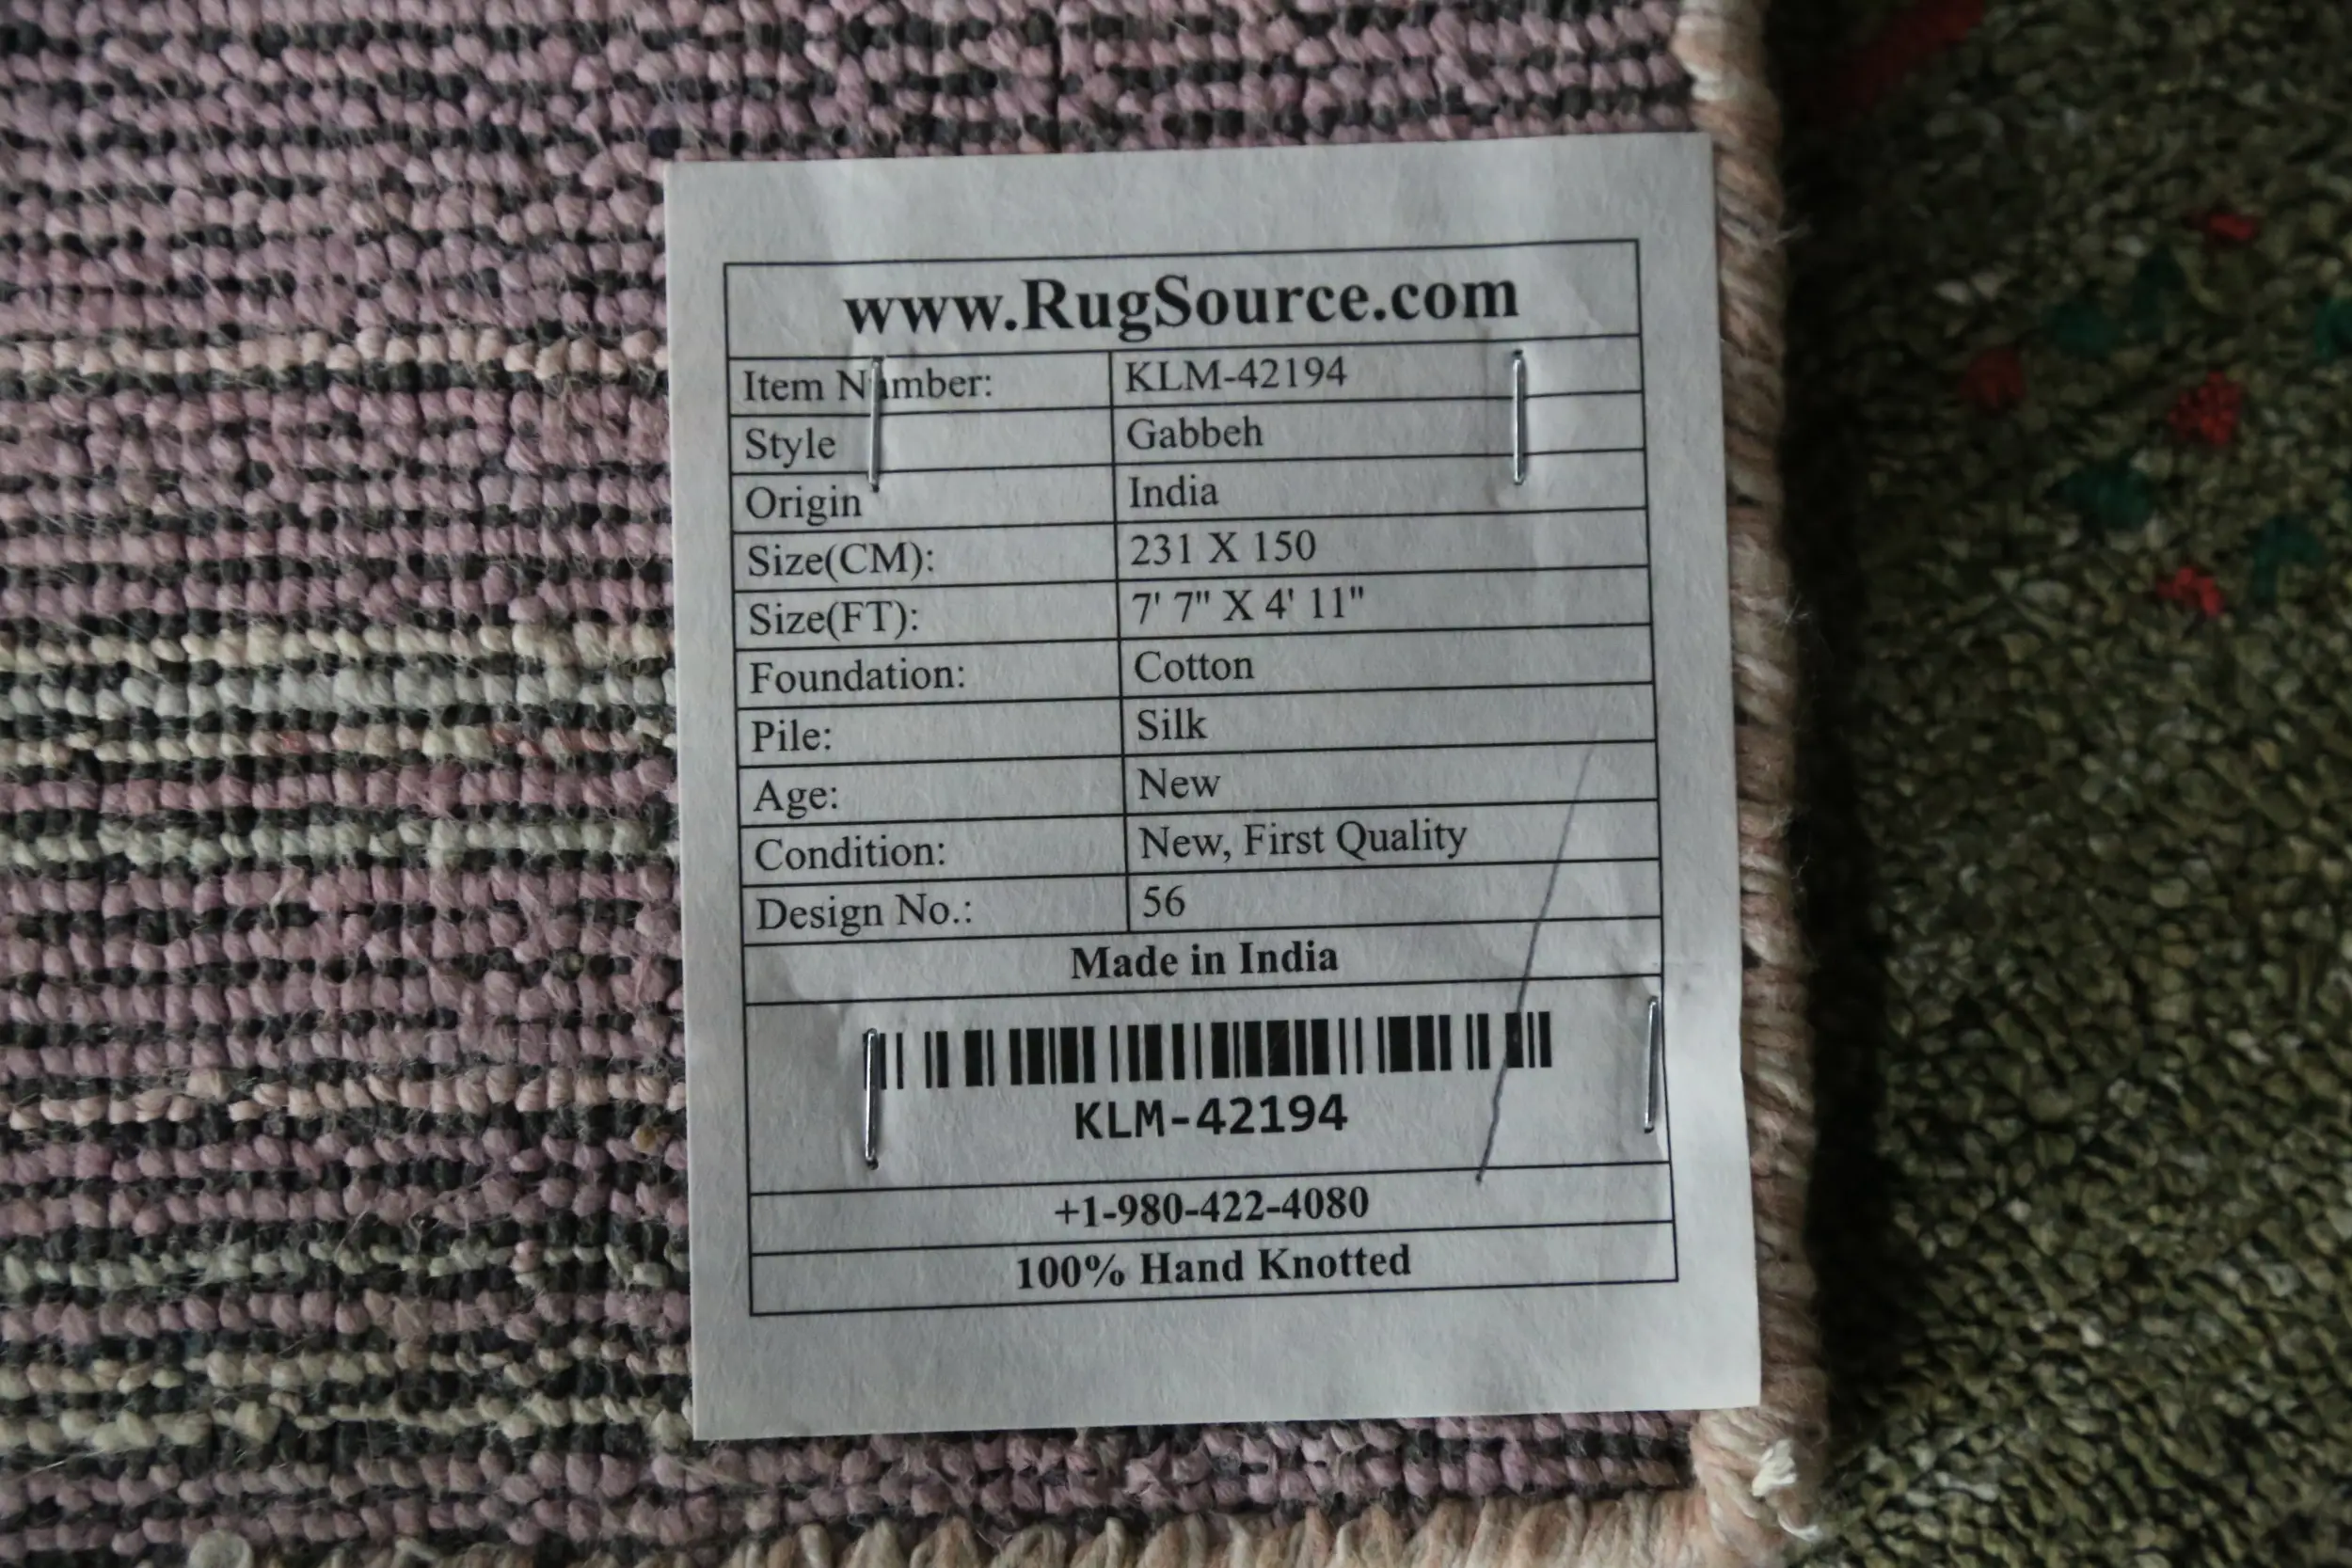 www.RugSource.com
Item Number: KLM-42194
Style Gabbeh
Origin India
Size(CM): 231 X 150
Size(FT): 7' 7" X 4' 11"
Foundation: Cotton
Pile: Silk
Age: New
Condition: New, First Quality
Design No.: 56
Made in India
KLM-42194
+1-980-422-4080
100% Hand Knotted